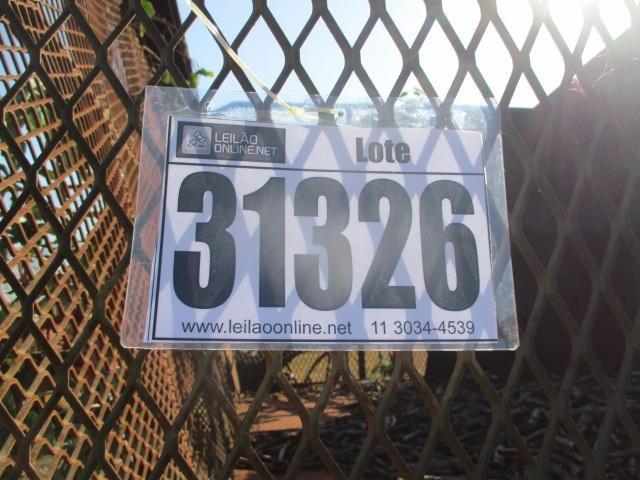 LEILÃO
ONLINE.NET
Lote
31326
www.leilaoonline.net 11 3034-4539